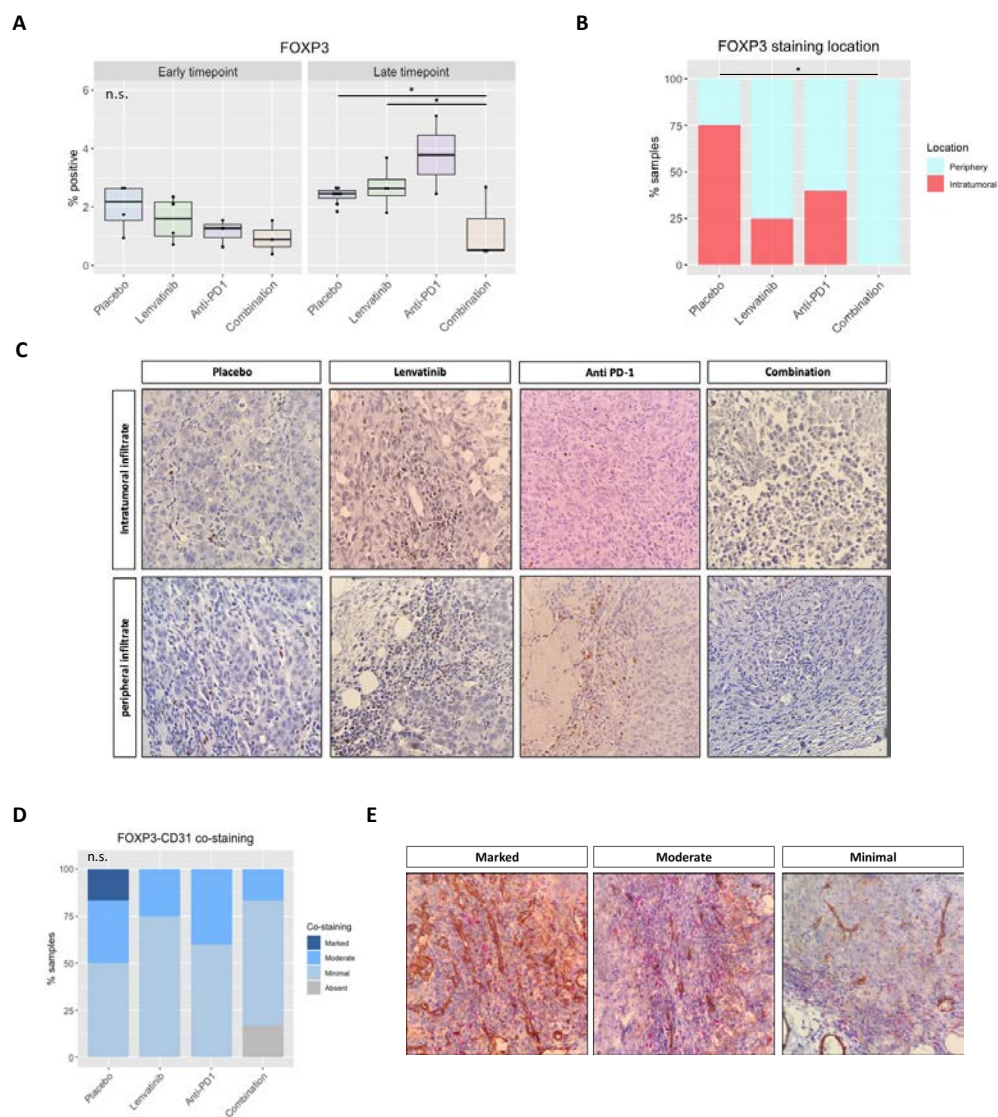 A
FOXP3
Early timepoint
Late timepoint
n.s.
*
*
% positive
6
4
2
0
Placebo
Lenvatinib
Anti-PD1
Combination
Placebo
Lenvatinib
Anti-PD1
Combination
B
FOXP3 staining location
*
% samples
100
75
50
25
0
Placebo
Lenvatinib
Anti-PD1
Combination
Location
Periphery
Intratumoral
C
Placebo
Lenvatinib
Anti PD-1
Combination
Intratumoral infiltrate
peripheral infiltrate
D
FOXP3-CD31 co-staining
n.s.
% samples
100
75
50
25
0
Placebo
Lenvatinib
Anti-PD1
Combination
Co-staining
Marked
Moderate
Minimal
Absent
E
Marked
Moderate
Minimal